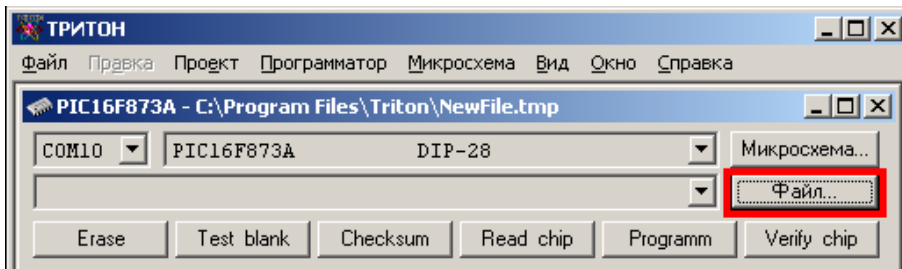 ТРИТОН
Файл Правка Проект Программатор Микросхема Вид Окно Справка
PIC16F873A - C:\Program Files\Triton\NewFile.tmp
COM10 PIC16F873A DIP-28 Микросхема...
Файл...
Erase Test blank Checksum Read chip Programm Verify chip